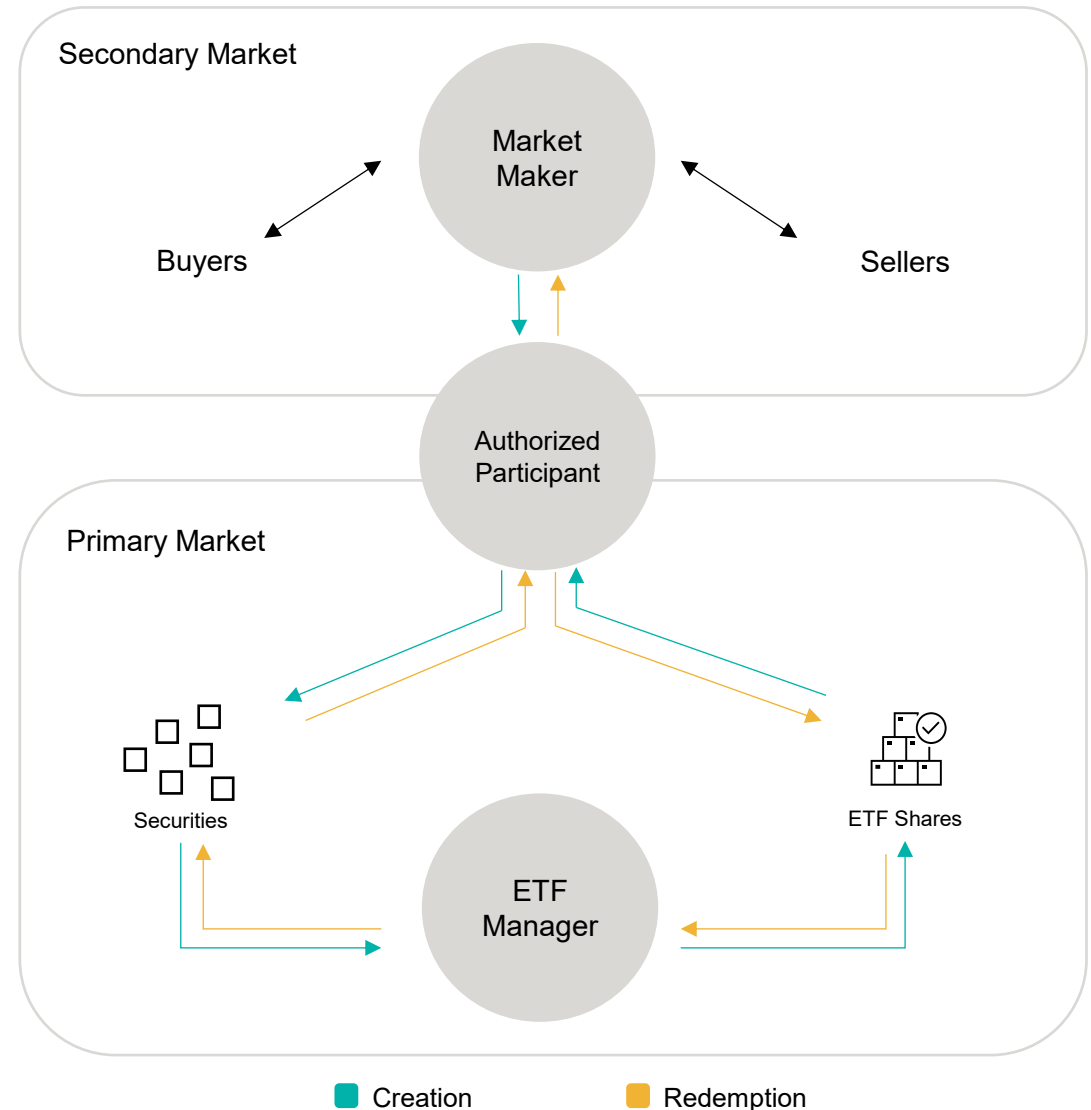 Secondary Market
Market
Maker
Buyers
Sellers
Authorized
Participant
Primary Market
Securities
ETF Shares
ETF
Manager
Creation
Redemption